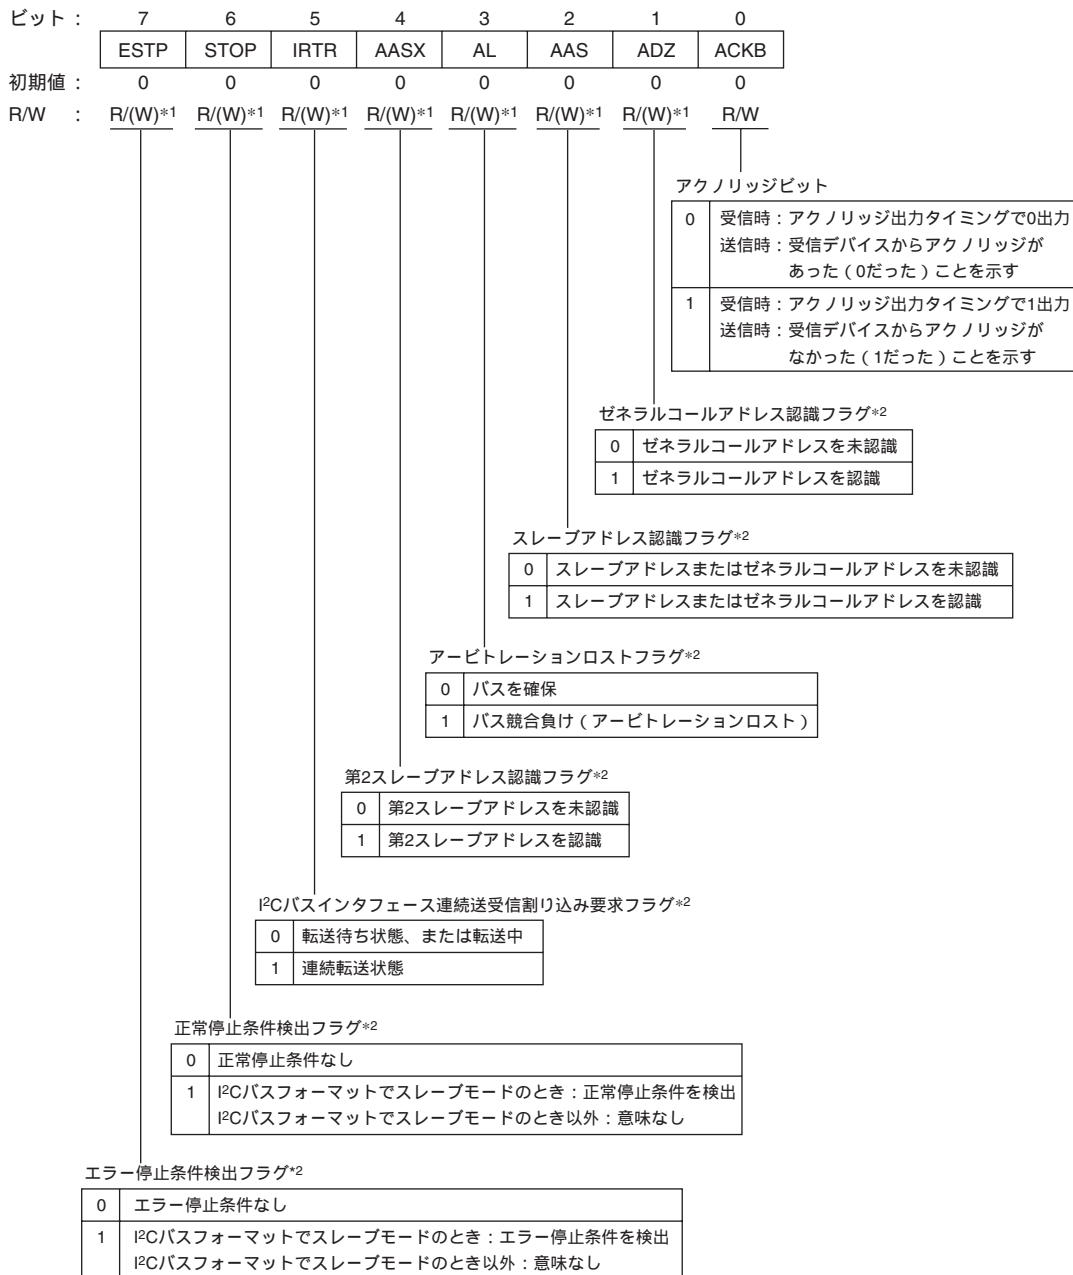 ビット : 7 6 5 4 3 2 1 0
ESTP STOP IRTR AASX AL AAS ADZ ACKB
初期値 : 0 0 0 0 0 0 0 0
R/W : R/(W)*1 R/(W)*1 R/(W)*1 R/(W)*1 R/(W)*1 R/(W)*1 R/(W)*1 R/W
アクノリッジビット
0 受信時：アクノリッジ出力タイミングで0出力
送信時：受信デバイスからアクノリッジが
あった（0だった）ことを示す
1 受信時：アクノリッジ出力タイミングで1出力
送信時：受信デバイスからアクノリッジが
なかった（1だった）ことを示す
ゼネラルコールアドレス認識フラグ*2
0 ゼネラルコールアドレスを未認識
1 ゼネラルコールアドレスを認識
スレーブアドレス認識フラグ*2
0 スレーブアドレスまたはゼネラルコールアドレスを未認識
1 スレーブアドレスまたはゼネラルコールアドレスを認識
アービトレーションロストフラグ*2
0 バスを確保
1 バス競合負け（アービトレーションロスト）
第2スレーブアドレス認識フラグ*2
0 第2スレーブアドレスを未認識
1 第2スレーブアドレスを認識
I²Cバスインタフェース連続送受信割り込み要求フラグ*2
0 転送待ち状態、または転送中
1 連続転送状態
正常停止条件検出フラグ*2
0 正常停止条件なし
1 I²Cバスフォーマットでスレーブモードのとき：正常停止条件を検出
I²Cバスフォーマットでスレーブモードのとき以外：意味なし
エラー停止条件検出フラグ*2
0 エラー停止条件なし
1 I²Cバスフォーマットでスレーブモードのとき：エラー停止条件を検出
I²Cバスフォーマットでスレーブモードのとき以外：意味なし